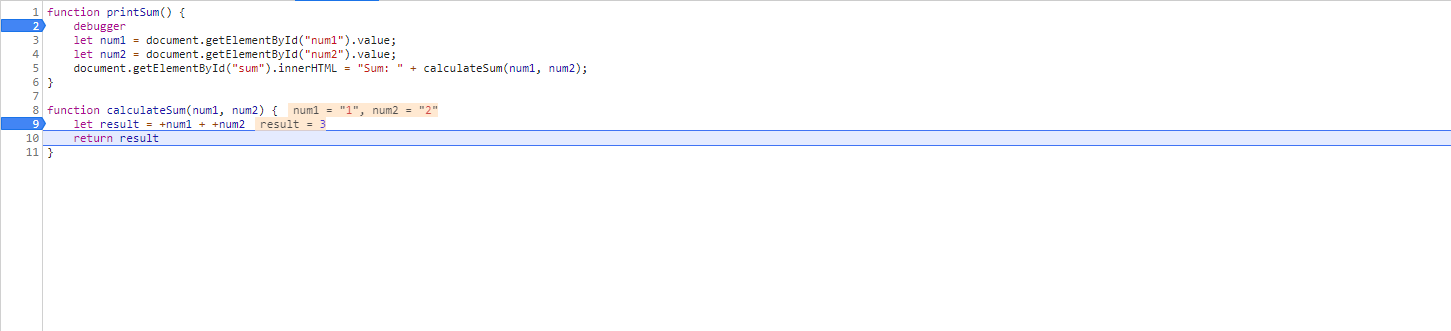 1 function printSum() {
2 debugger
3 let num1 = document.getElementById("num1").value;
4 let num2 = document.getElementById("num2").value;
5 document.getElementById("sum").innerHTML = "Sum: " + calculateSum(num1, num2);
6 }
7
8 function calculateSum(num1, num2) { num1 = "1", num2 = "2"
9 let result = +num1 + +num2 result = 3
10 return result
11 }